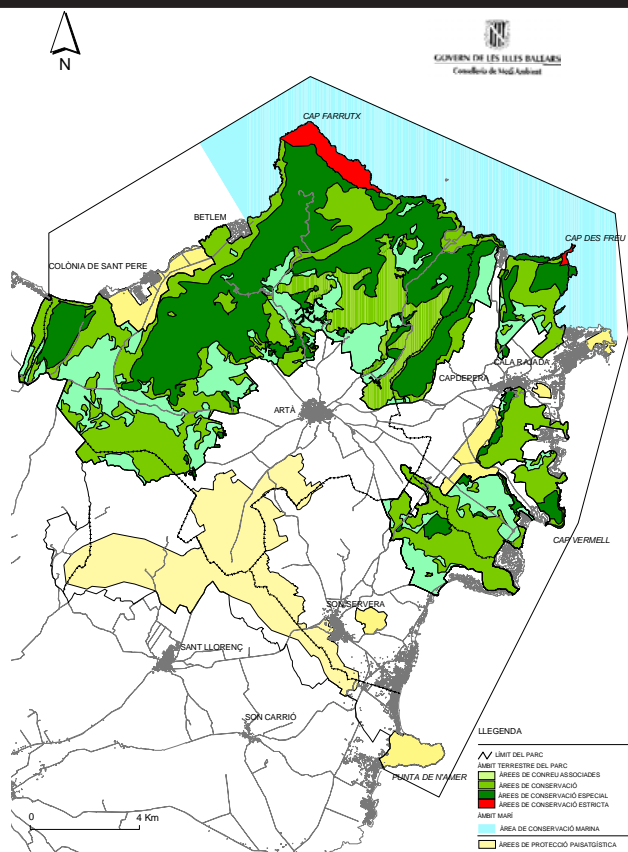 N
GOVERN DE LES ILLES BALEARS
Conselleria de Medi Ambient
CAP FARRUTX
BETLEM
CAP DES FREU
COLÒNIA DE SANT PERE
CALA RAJADA
CAPDEPERA
ARTÀ
CAP VERMELL
SON SERVERA
SANT LLORENÇ
SON CARRIÓ
PUNTA DE N'AMER
0 4 Km
LLEGENDA
LÍMIT DEL PARC
ÀMBIT TERRESTRE DEL PARC
ÀREES DE CONREU ASSOCIADES
ÀREES DE CONSERVACIÓ
ÀREES DE CONSERVACIÓ ESPECIAL
ÀREES DE CONSERVACIÓ ESTRICTA
ÀMBIT MARÍ
ÀREA DE CONSERVACIÓ MARINA
ÀREES DE PROTECCIÓ PAISATGÍSTICA